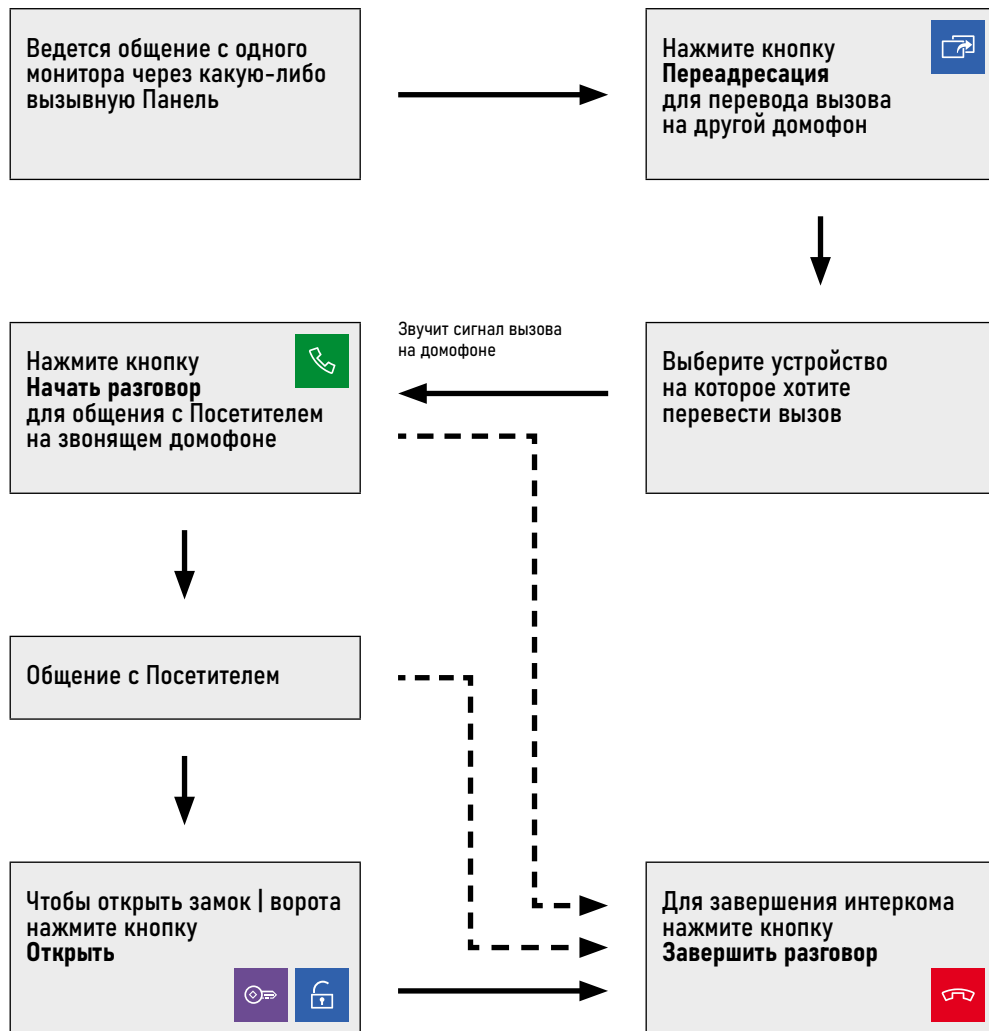 Ведется общение с одного
монитора через какую-либо
вызывную Панель
Нажмите кнопку
Переадресация
для перевода вызова
на другой домофон
Звучит сигнал вызова
на домофоне
Нажмите кнопку
Начать разговор
для общения с Посетителем
на звонящем домофоне
Выберите устройство
на которое хотите
перевести вызов
Общение с Посетителем
Чтобы открыть замок | ворота
нажмите кнопку
Открыть
Для завершения интеркома
нажмите кнопку
Завершить разговор